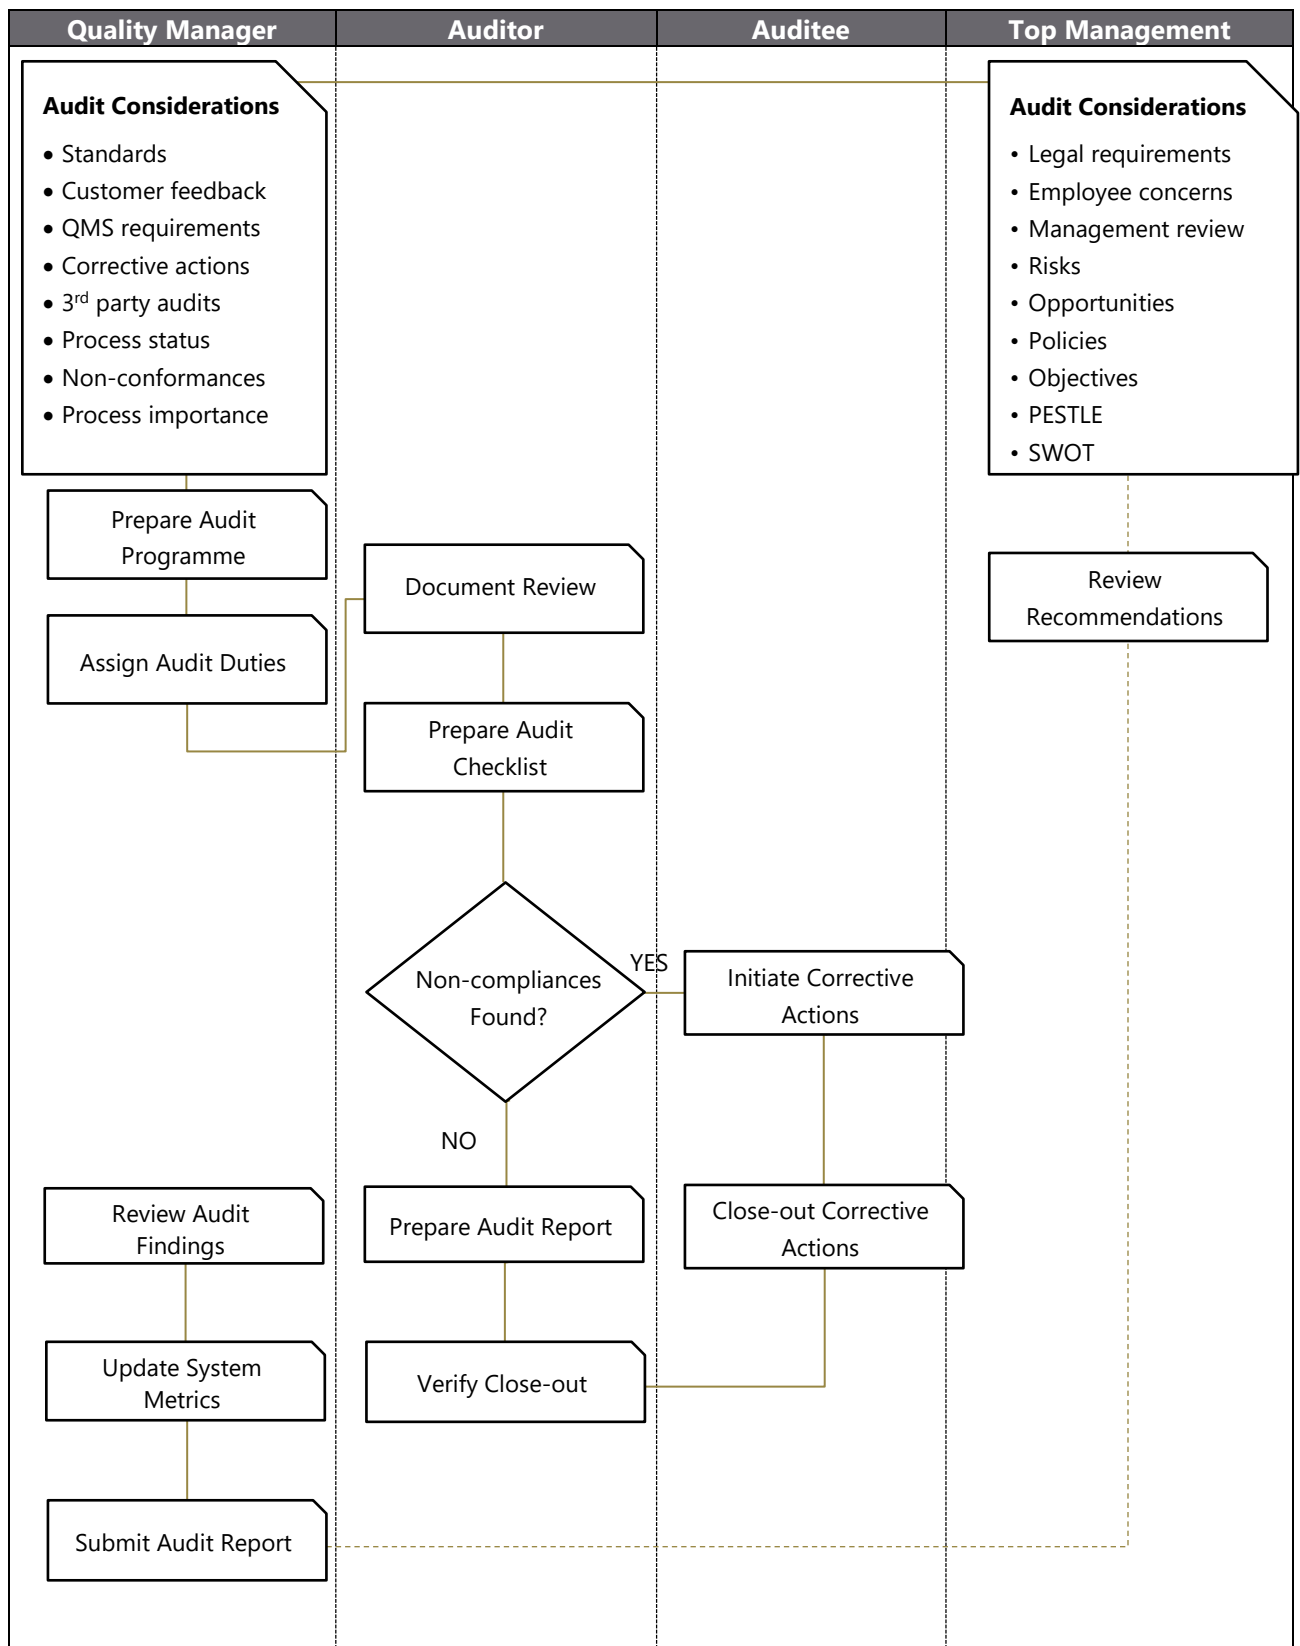 Quality Manager
Auditor
Auditee
Top Management
Audit Considerations
• Standards
• Customer feedback
• QMS requirements
• Corrective actions
• 3rd party audits
• Process status
• Non-conformances
• Process importance
Audit Considerations
• Legal requirements
• Employee concerns
• Management review
• Risks
• Opportunities
• Policies
• Objectives
• PESTLE
• SWOT
Prepare Audit
Programme
Document Review
Review
Recommendations
Assign Audit Duties
Prepare Audit
Checklist
Non-compliances
Found?
YES
Initiate Corrective
Actions
NO
Review Audit
Findings
Prepare Audit Report
Close-out Corrective
Actions
Update System
Metrics
Verify Close-out
Submit Audit Report